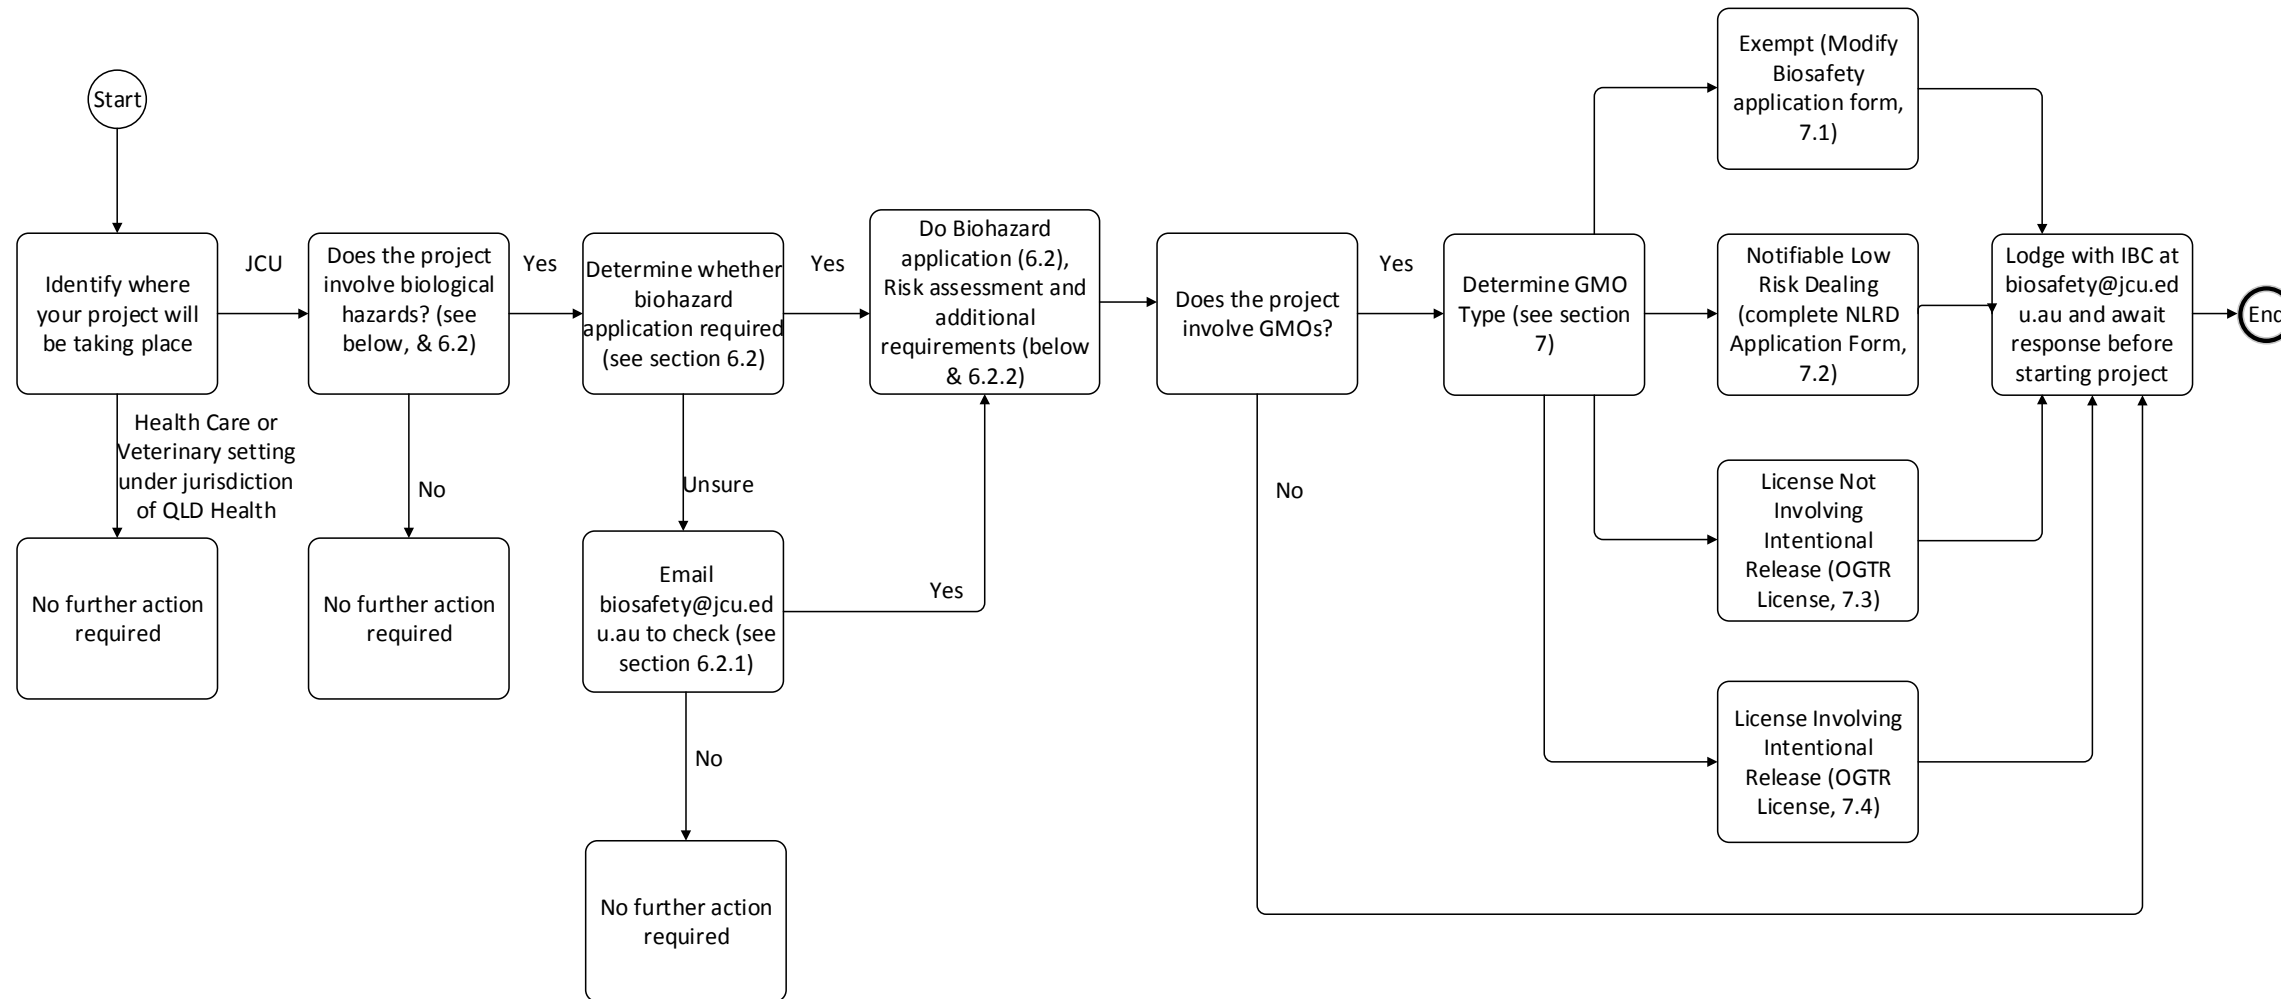 Start
Identify where
your project will
be taking place
JCU
Health Care or
Veterinary setting
under jurisdiction
of QLD Health
No further action
required
Does the project
involve biological
hazards? (see
below, & 6.2)
Yes
No
No further action
required
Determine whether
biohazard
application required
(see section 6.2)
Yes
Unsure
Email
biosafety@jcu.ed
u.au to check (see
section 6.2.1)
Yes
No
No further action
required
Do Biohazard
application (6.2),
Risk assessment and
additional
requirements (below
& 6.2.2)
Does the project
involve GMOs?
Yes
No
Determine GMO
Type (see section
7)
Exempt (Modify
Biosafety
application form,
7.1)
Notifiable Low
Risk Dealing
(complete NLRD
Application Form,
7.2)
License Not
Involving
Intentional
Release (OGTR
License, 7.3)
License Involving
Intentional
Release (OGTR
License, 7.4)
Lodge with IBC at
biosafety@jcu.ed
u.au and await
response before
starting project
End